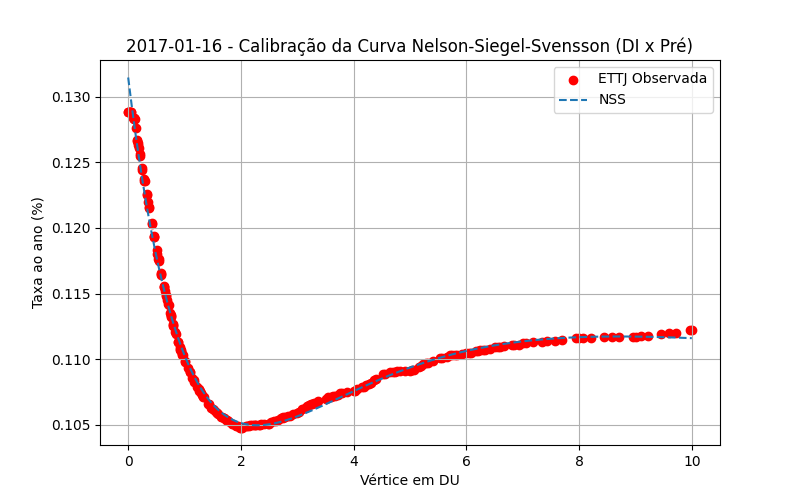 2017-01-16 - Calibração da Curva Nelson-Siegel-Svensson (DI x Pré)
ETTJ Observada
NSS
Taxa ao ano (%)
0.130
0.125
0.120
0.115
0.110
0.105
0 2 4 6 8 10
Vértice em DU